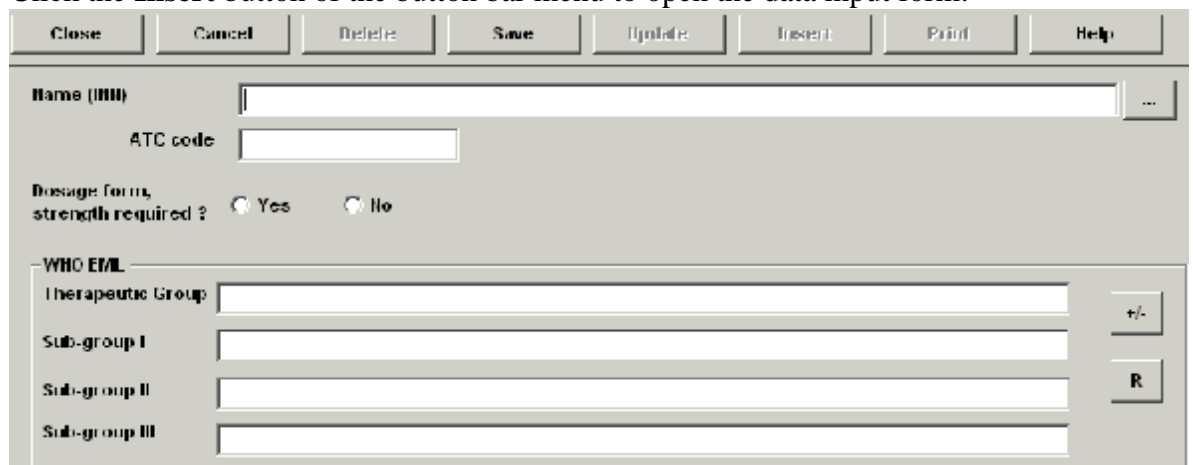 Click the Insert button of the button bar menu to open the data input form.
Close Cancel Delete Save Update Insert Print Help
Name (INN) ...
ATC code
Dosage form,
strength required ? Yes No
WHO EML
Therapeutic Group
+/-
Sub-group I
Sub-group II R
Sub-group III